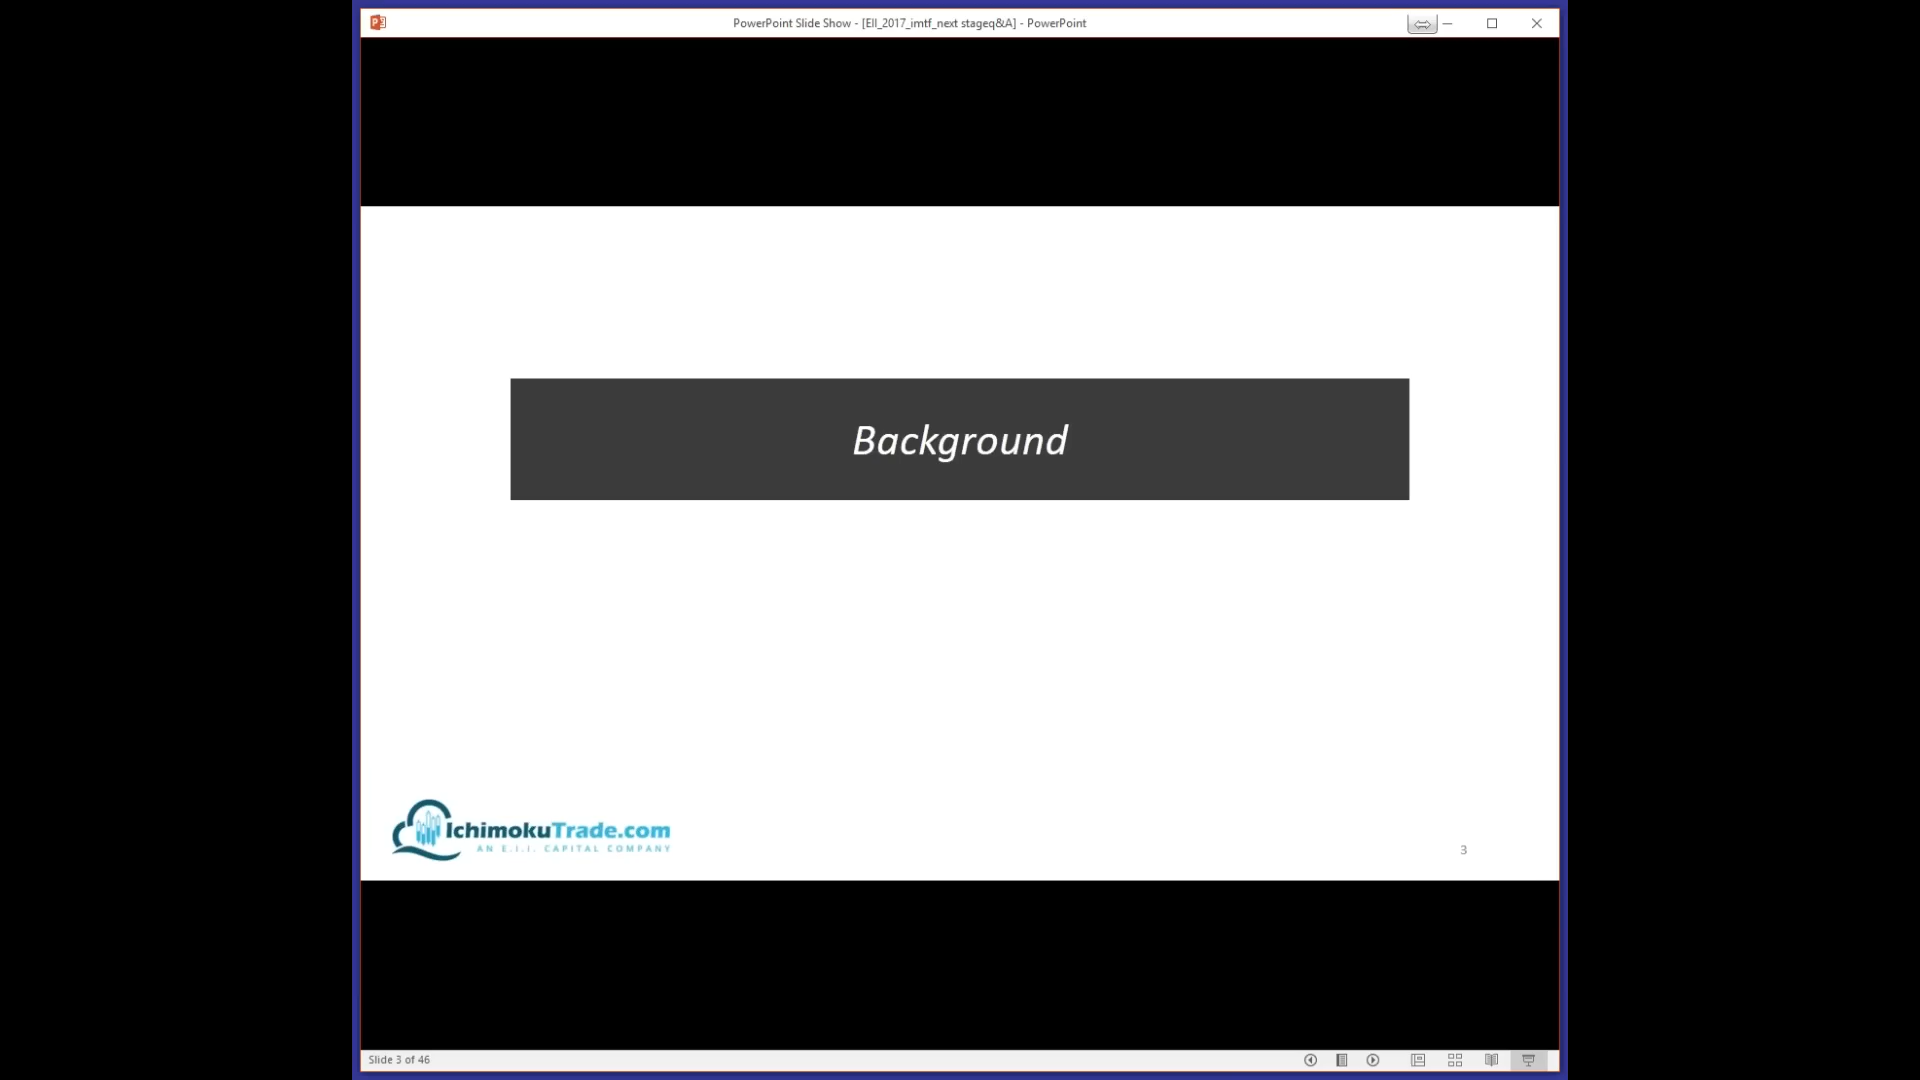 PowerPoint Slide Show - [EII_2017_imtf_next stageq&A] - PowerPoint
Background
IchimokuTrade.com
AN E.I.I. CAPITAL COMPANY
3
Slide 3 of 46